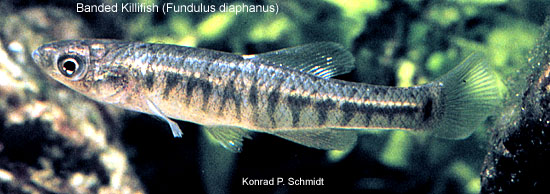 Banded Killifish (Fundulus diaphanus)
Konrad P. Schmidt